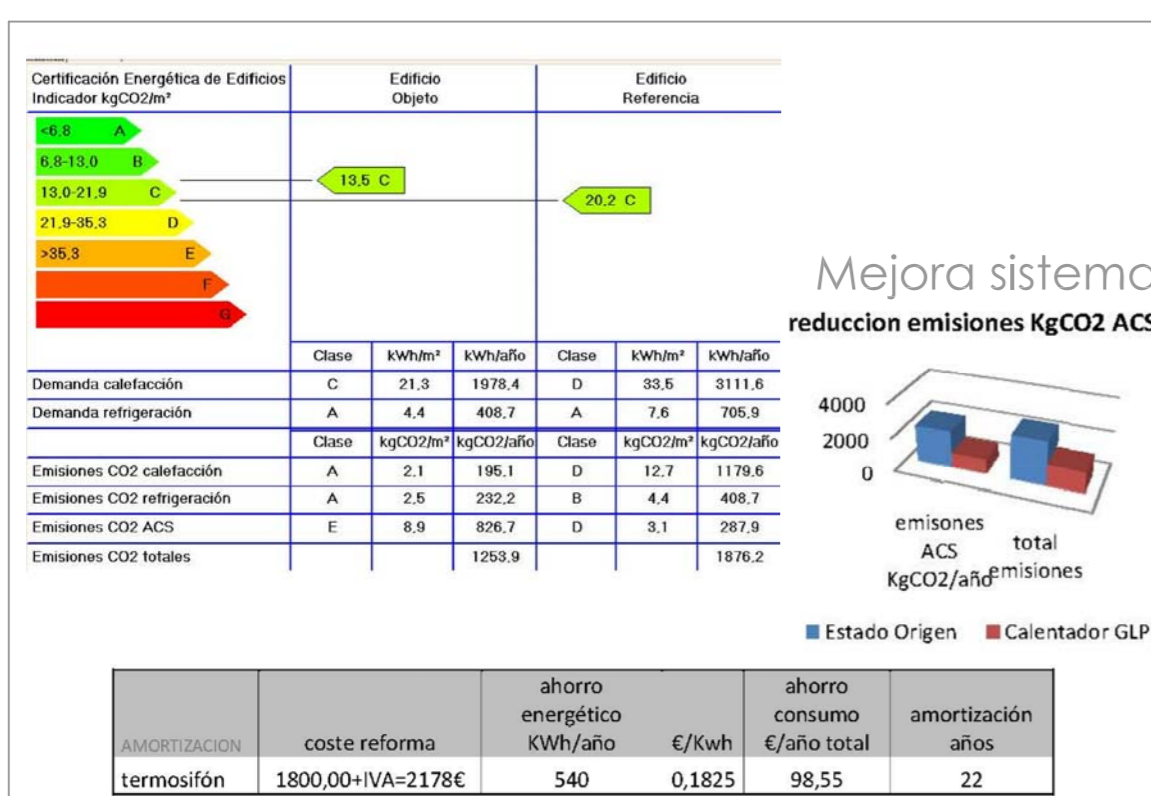 Certificación Energética de Edificios
Indicador kgCO2/m²
Edificio
Objeto
Edificio
Referencia
<6,8 A
6,8-13,0 B
13,0-21,9 C
21,9-35,3 D
>35,3 E
F
G
13,5 C
20,2 C
Clase kWh/m² kWh/año Clase kWh/m² kWh/año
Demanda calefacción C 21,3 1978,4 D 33,5 3111,6
Demanda refrigeración A 4,4 408,7 A 7,6 705,9
Clase kgCO2/m² kgCO2/año Clase kgCO2/m² kgCO2/año
Emisiones CO2 calefacción A 2,1 195,1 D 12,7 1179,6
Emisiones CO2 refrigeración A 2,5 232,2 B 4,4 408,7
Emisiones CO2 ACS E 8,9 826,7 D 3,1 287,9
Emisiones CO2 totales 1253,9 1876,2
Mejora sistema
reduccion emisiones KgCO2 ACS
4000
2000
0
emisones
ACS
KgCO2/año
total
emisiones
Estado Origen Calentador GLP
AMORTIZACION coste reforma ahorro energético KWh/año €/Kwh ahorro consumo €/año total amortización años
termosifón 1800,00+IVA=2178€ 540 0,1825 98,55 22